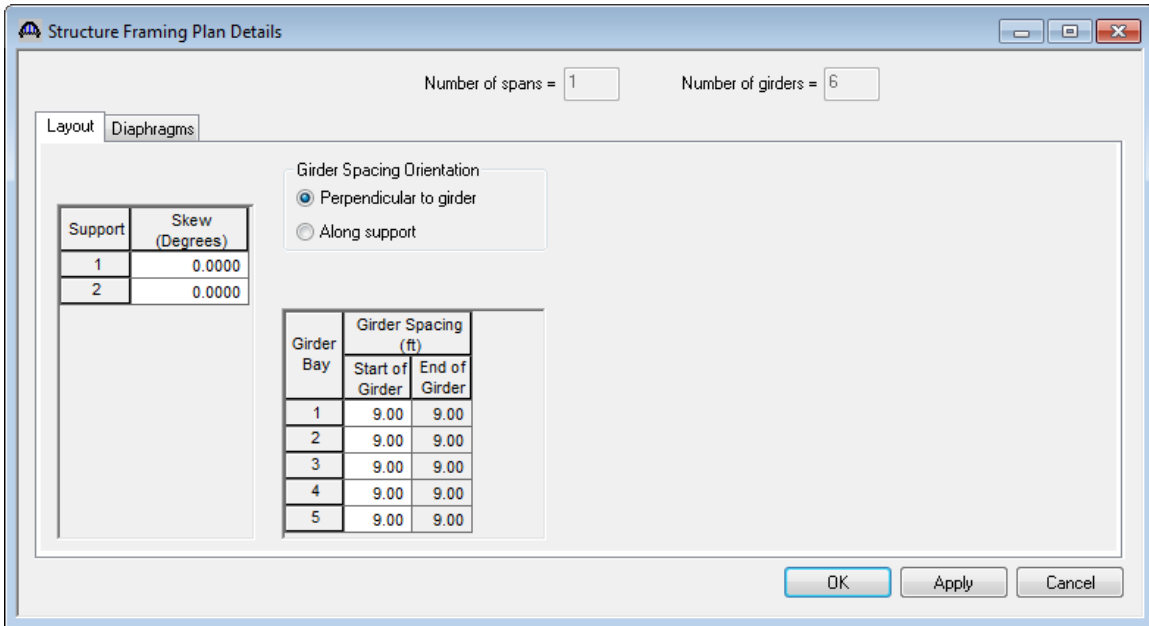 Structure Framing Plan Details
Number of spans = 1 Number of girders = 6
Layout Diaphragms
Girder Spacing Orientation
Perpendicular to girder
Along support
Support Skew (Degrees)
1 0.0000
2 0.0000
Girder Bay Girder Spacing (ft)
Start of Girder End of Girder
1 9.00 9.00
2 9.00 9.00
3 9.00 9.00
4 9.00 9.00
5 9.00 9.00
OK Apply Cancel